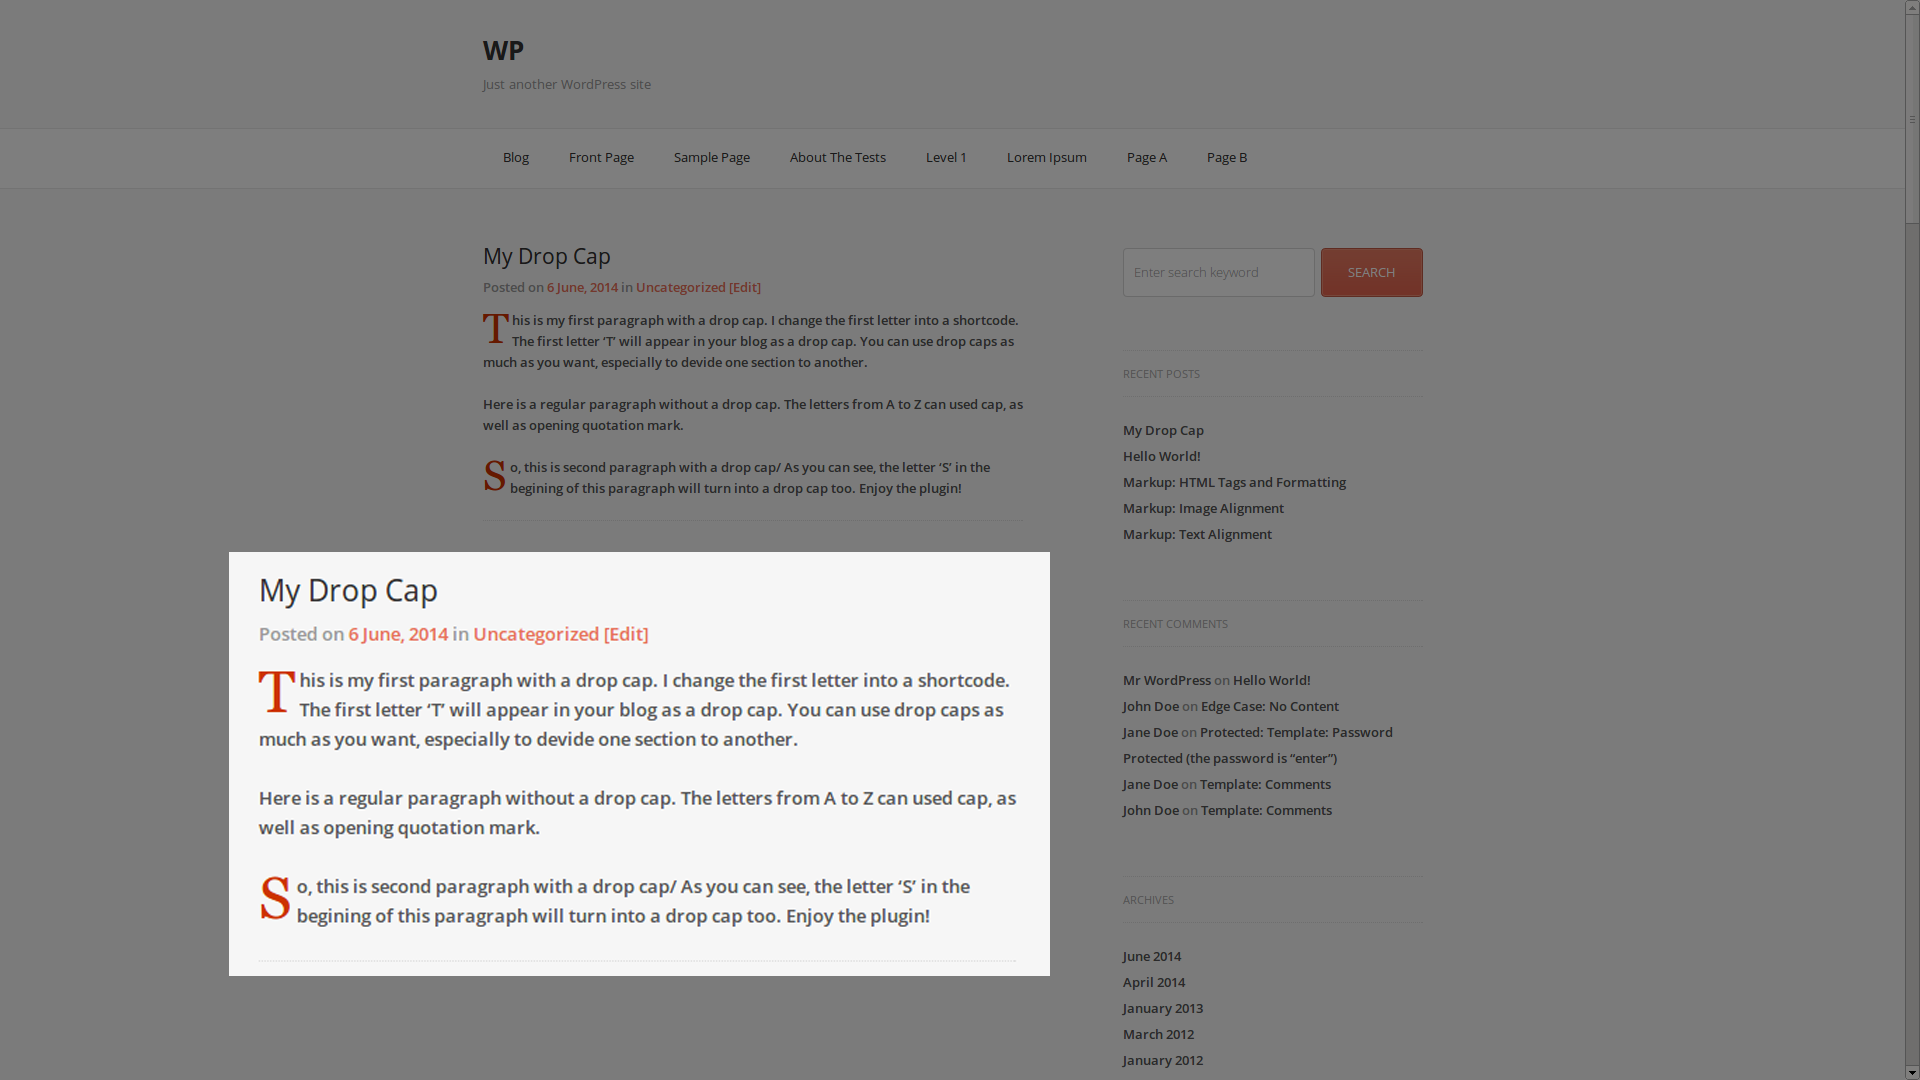 WP
Just another WordPress site
Blog Front Page Sample Page About The Tests Level 1 Lorem Ipsum Page A Page B
My Drop Cap
Posted on 6 June, 2014 in Uncategorized [Edit]
This is my first paragraph with a drop cap. I change the first letter into a shortcode.
The first letter ‘T’ will appear in your blog as a drop cap. You can use drop caps as
much as you want, especially to devide one section to another.
Here is a regular paragraph without a drop cap. The letters from A to Z can used cap, as
well as opening quotation mark.
So, this is second paragraph with a drop cap/ As you can see, the letter ‘S’ in the
begining of this paragraph will turn into a drop cap too. Enjoy the plugin!
My Drop Cap
Posted on 6 June, 2014 in Uncategorized [Edit]
This is my first paragraph with a drop cap. I change the first letter into a shortcode.
The first letter ‘T’ will appear in your blog as a drop cap. You can use drop caps as
much as you want, especially to devide one section to another.
Here is a regular paragraph without a drop cap. The letters from A to Z can used cap, as
well as opening quotation mark.
So, this is second paragraph with a drop cap/ As you can see, the letter ‘S’ in the
begining of this paragraph will turn into a drop cap too. Enjoy the plugin!
Enter search keyword SEARCH
RECENT POSTS
My Drop Cap
Hello World!
Markup: HTML Tags and Formatting
Markup: Image Alignment
Markup: Text Alignment
RECENT COMMENTS
Mr WordPress on Hello World!
John Doe on Edge Case: No Content
Jane Doe on Protected: Template: Password
Protected (the password is “enter”)
Jane Doe on Template: Comments
John Doe on Template: Comments
ARCHIVES
June 2014
April 2014
January 2013
March 2012
January 2012